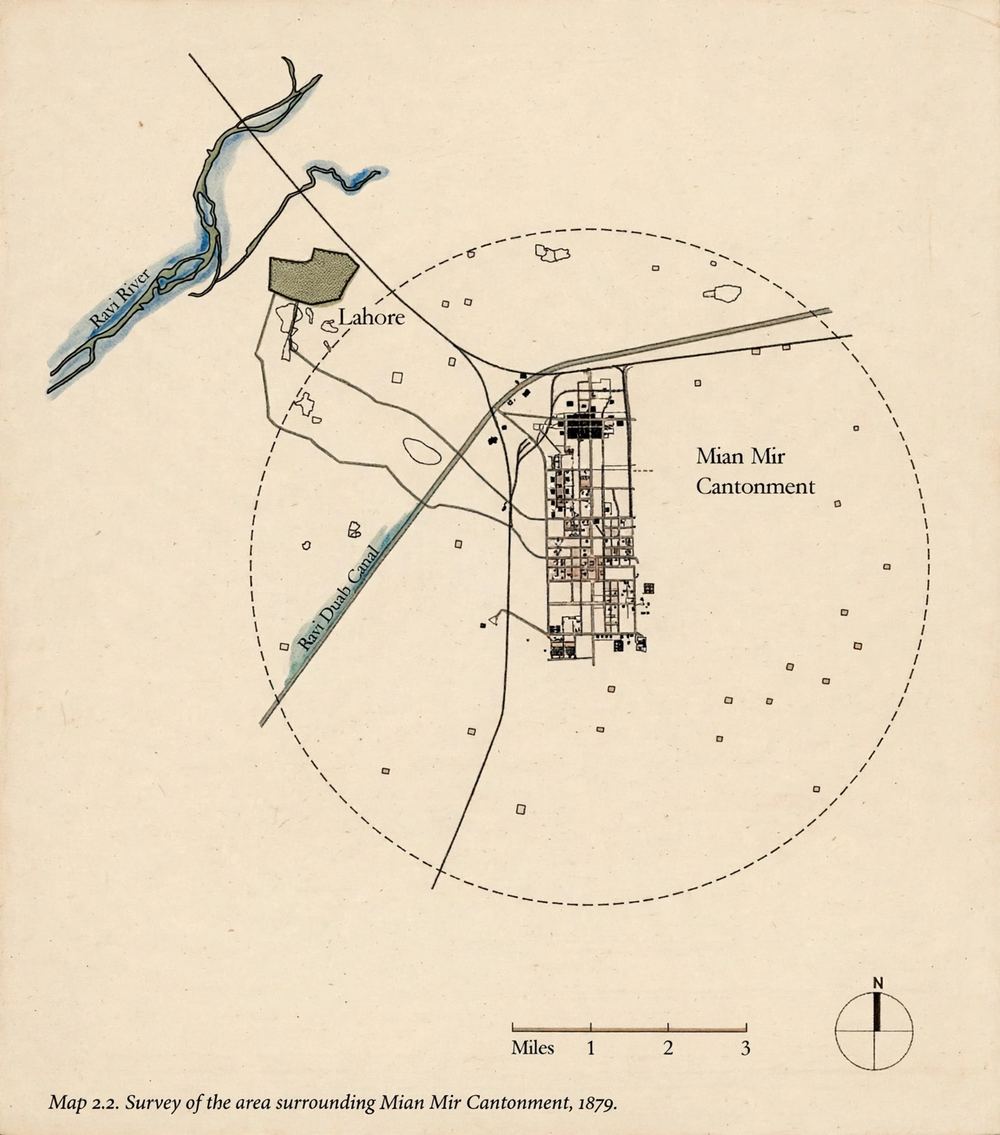 Ravi River
Lahore
Mian Mir
Cantonment
Ravi Duab Canal
N
Miles 1 2 3
Map 2.2. Survey of the area surrounding Mian Mir Cantonment, 1879.